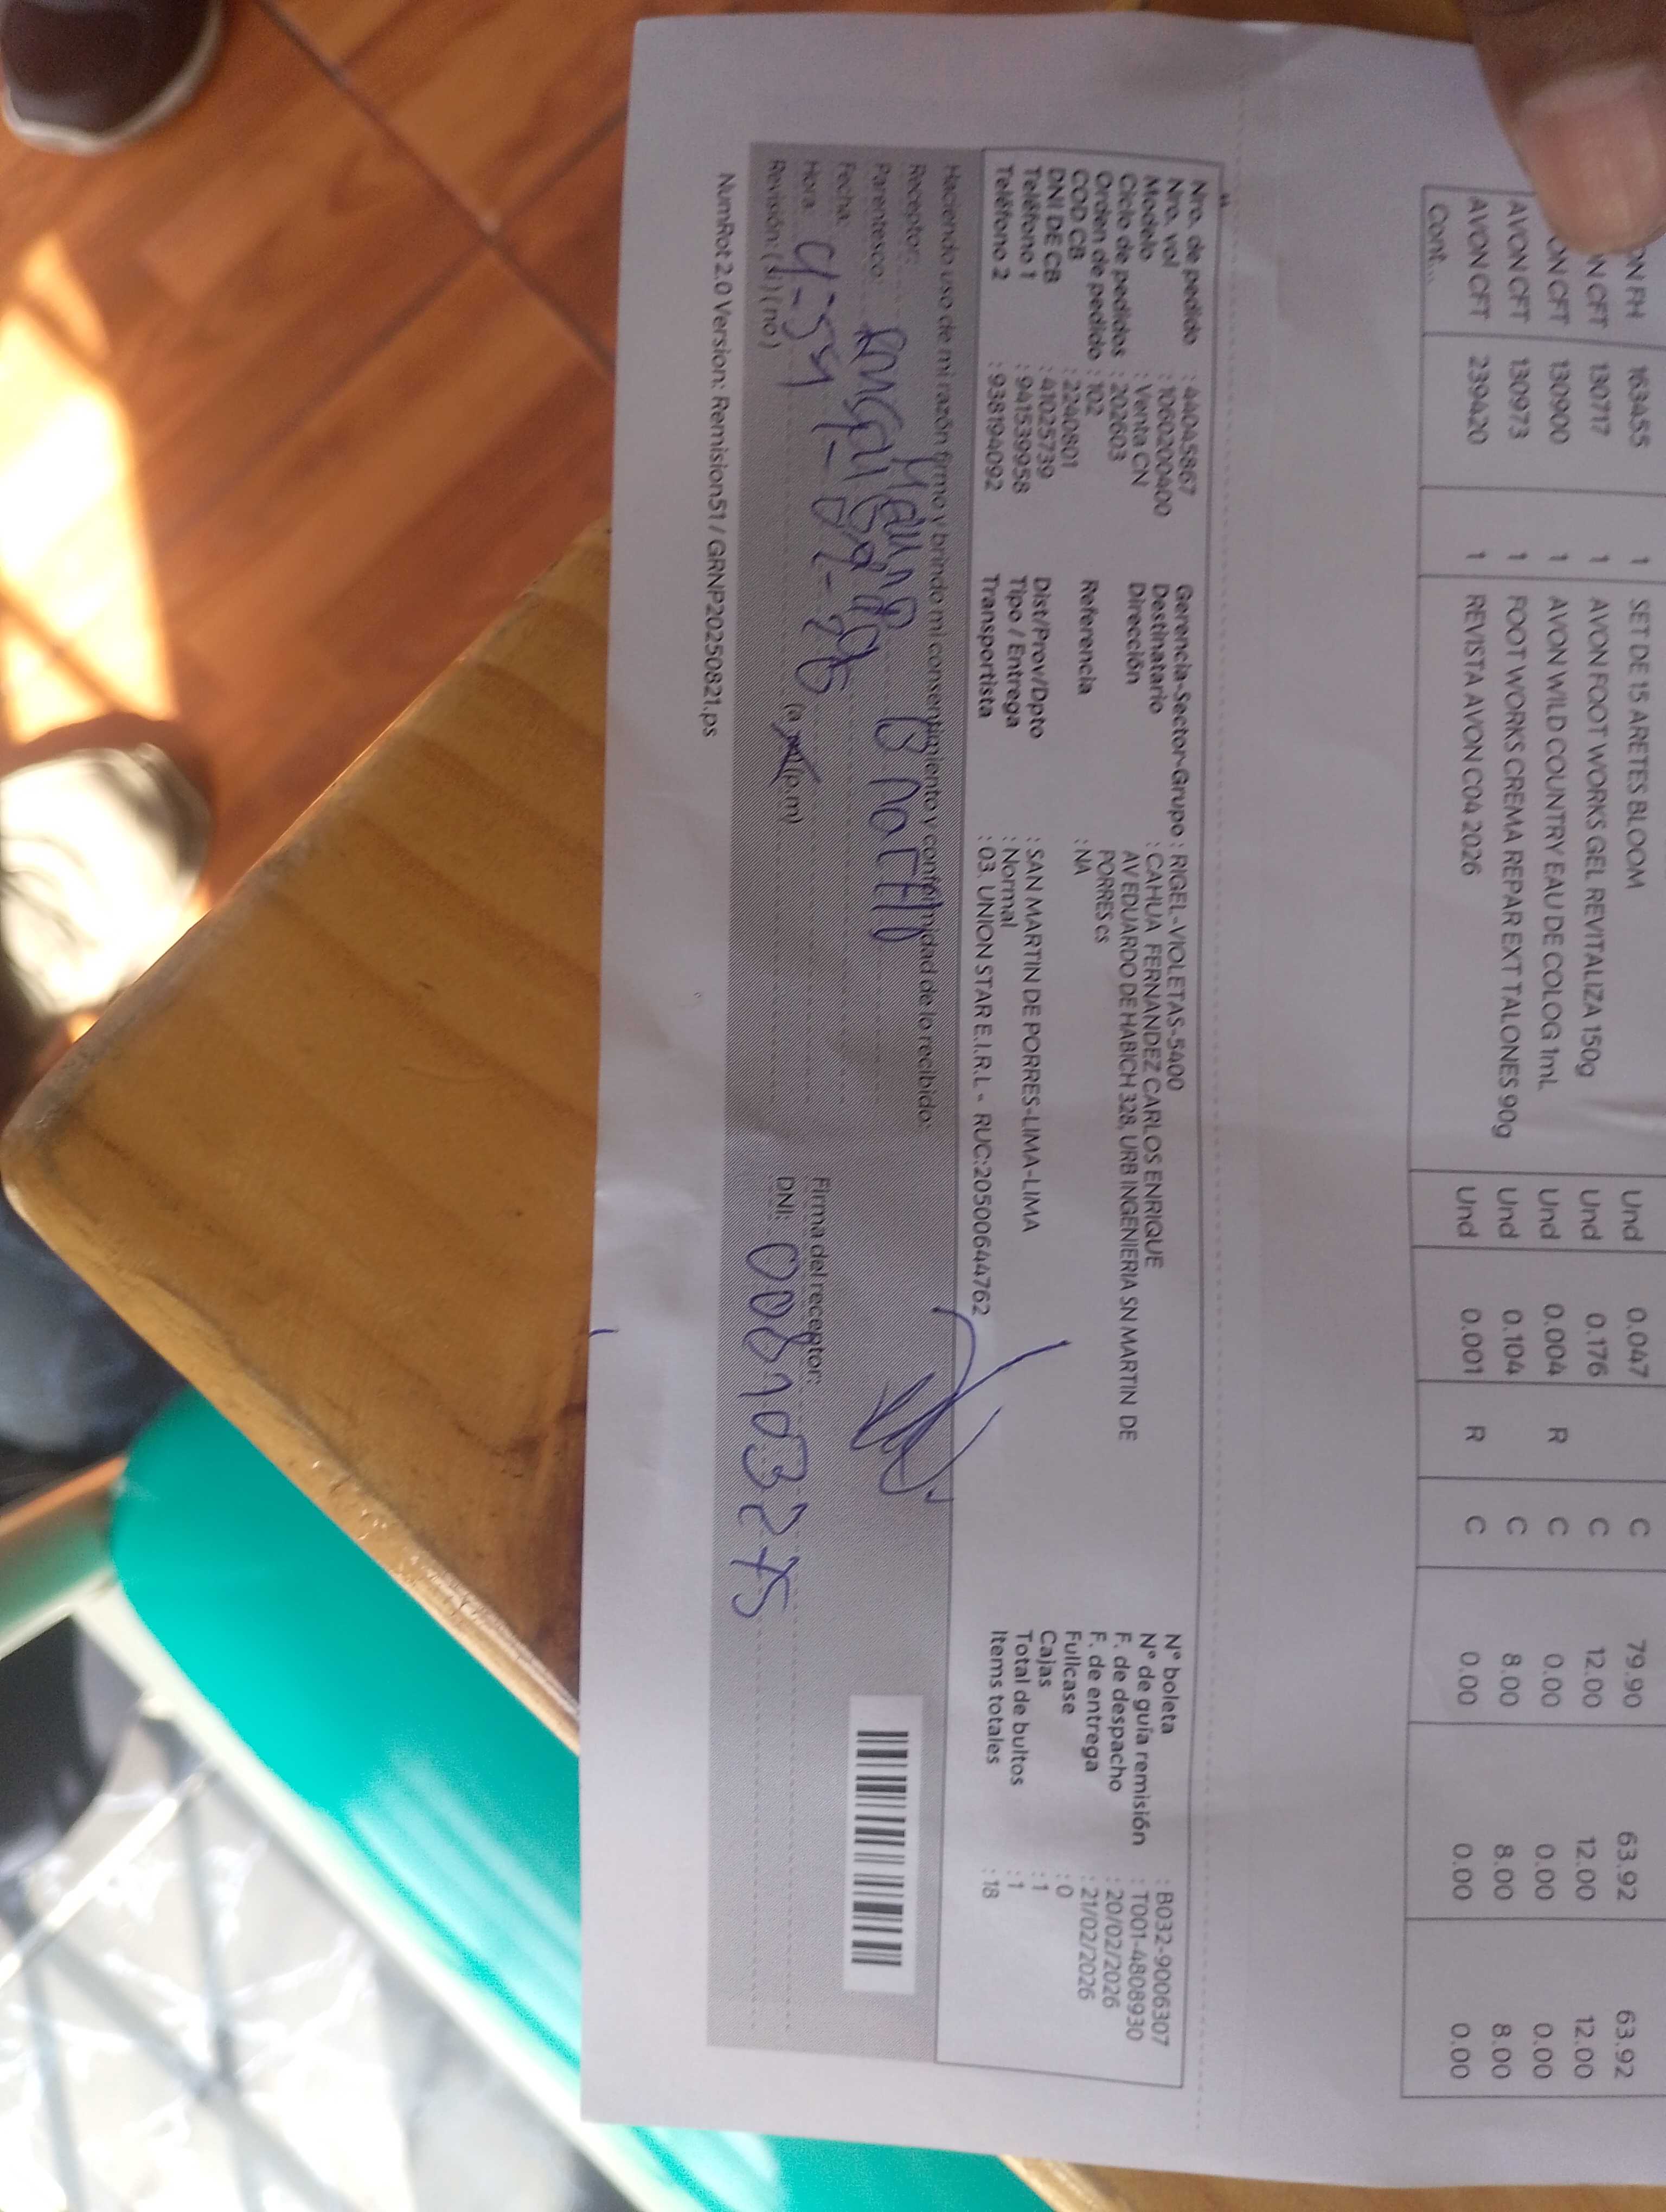 ON FH 163455 1 SET DE 15 ARETES BLOOM Und 0.047 C 79.90 63.92 63.92
N CFT 130717 1 AVON FOOT WORKS GEL REVITALIZA 150g Und 0.176 C 12.00 12.00 12.00
ON CFT 130900 1 AVON WILD COUNTRY EAU DE COLOG 1mL Und 0.004 R C 0.00 0.00 0.00
AVON CFT 130973 1 FOOT WORKS CREMA REPAR EXT TALONES 90g Und 0.104 C 8.00 8.00 8.00
AVON CFT 239420 1 REVISTA AVON C04 2026 Und 0.001 R C 0.00 0.00 0.00
Cont...
Nro. de pedido : 44045867 Gerencia-Sector-Grupo : RIGEL-VIOLETAS-5400 N° boleta : B032-9006307
Nro. vol : 1060200400 Destinatario : CAHUA FERNANDEZ CARLOS ENRIQUE N° de guía remisión : T001-4808930
Modelo : Venta CN Dirección AV EDUARDO DE HABICH 328, URB INGENIERIA SN MARTIN DE F. de despacho : 20/02/2026
Ciclo de pedidos : 202603 PORRES cs F. de entrega : 21/02/2026
Orden de pedido : 102 Referencia : NA Fullcase : 0
COD CB : 2240801 Cajas : 1
DNI DE CB : 41025739 Dist/Prov/Dpto : SAN MARTIN DE PORRES-LIMA-LIMA Total de bultos : 1
Teléfono 1 : 941539958 Tipo / Entrega : Normal Items totales : 18
Teléfono 2 : 938194092 Transportista : 03. UNION STAR E.I.R.L - RUC:20500644762
Haciendo uso de mi razón firmo y brindo mi consentimiento y conformidad de lo recibido:
Receptor:
Parentesco:
Fecha:
Hora: (p.m) Firma del receptor:
Revisión: ( si ) ( no ) DNI:
NumRot 2.0 Version: Remision51 / GRNP20250821.ps